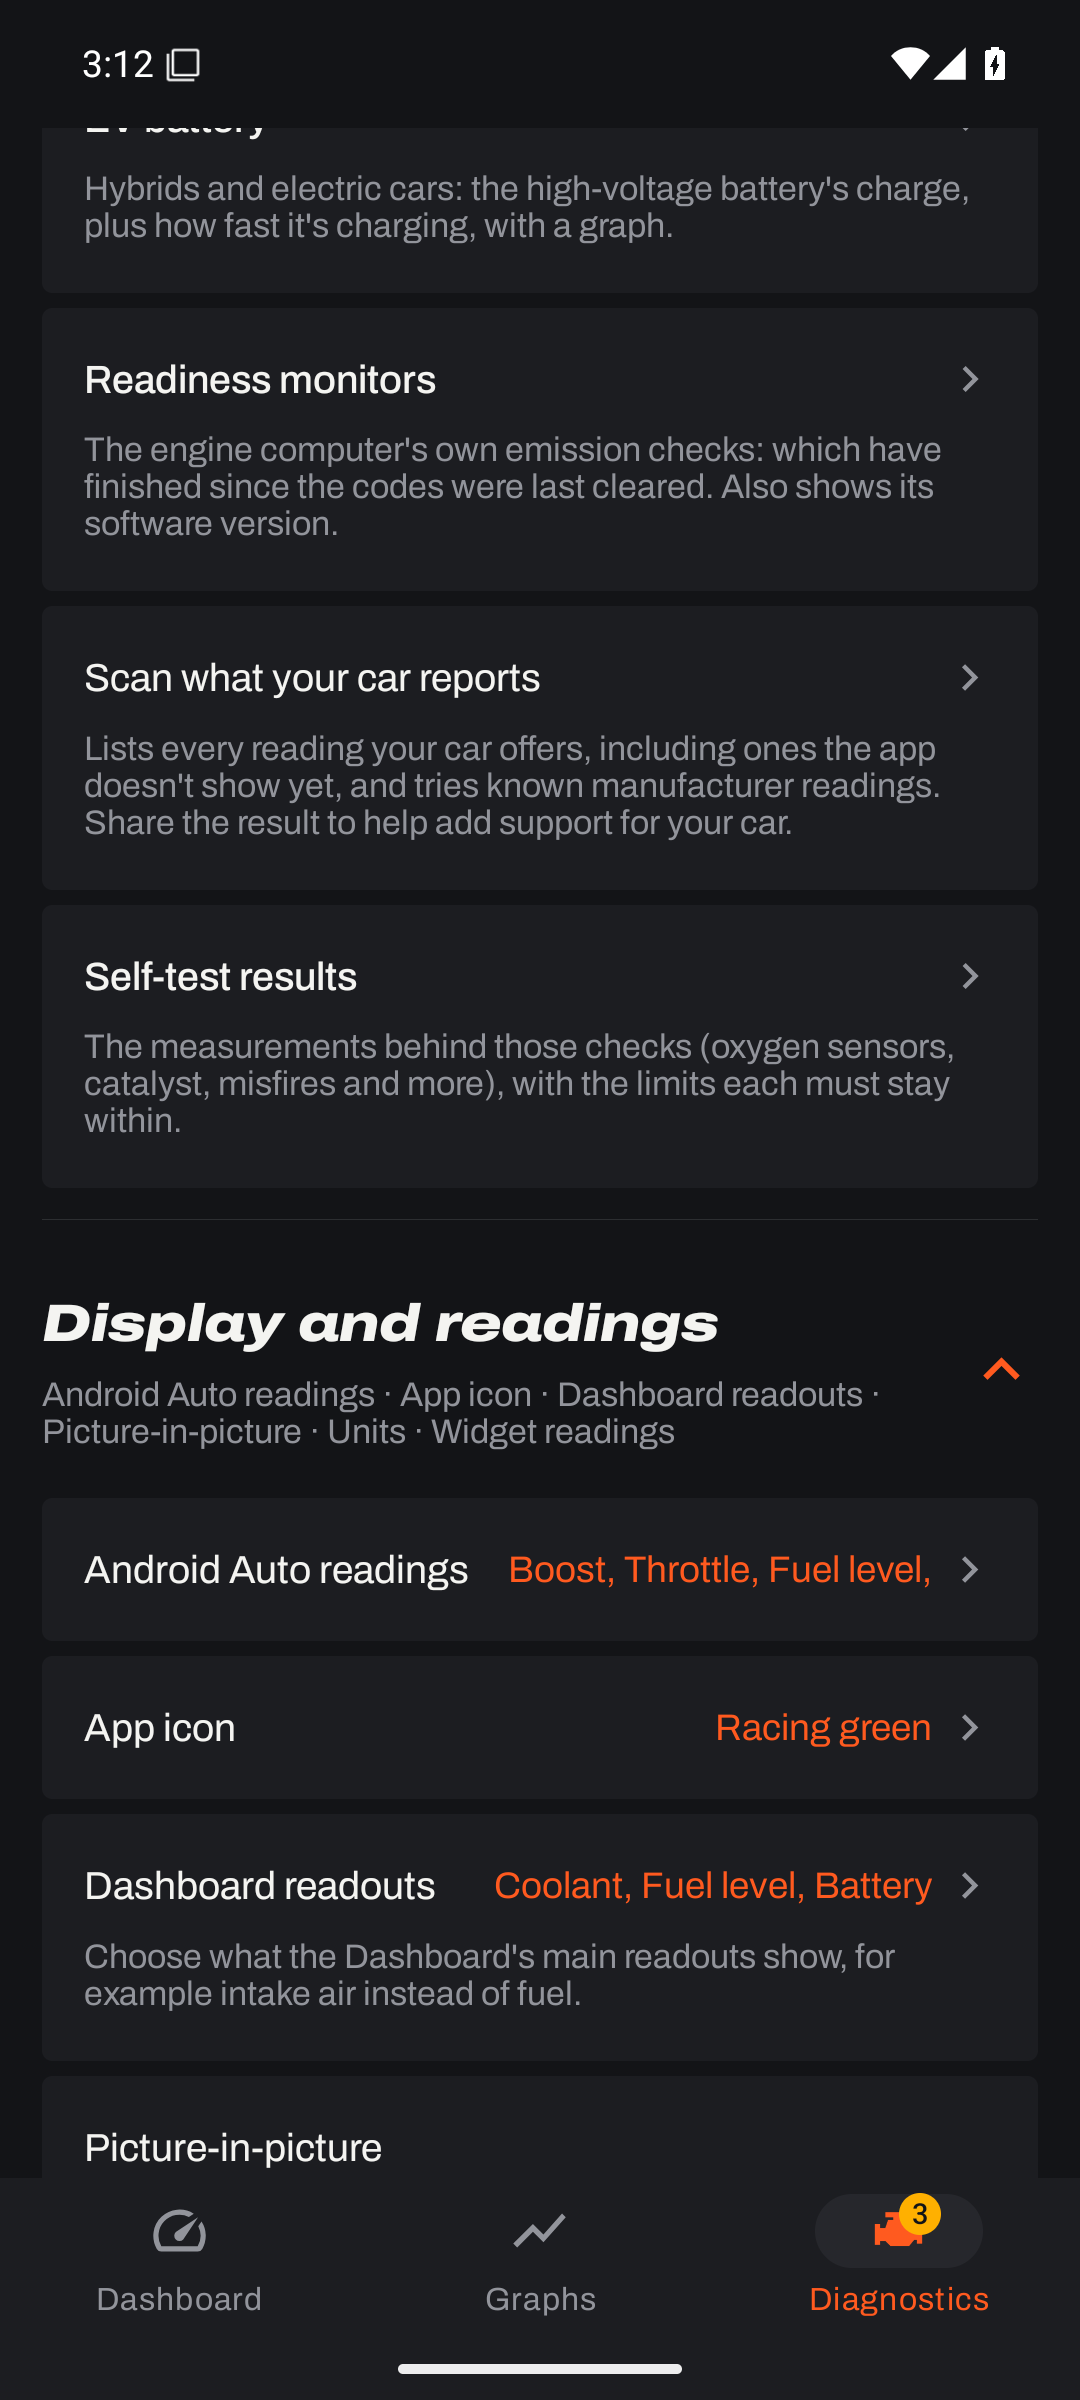 3:12
EV battery
Hybrids and electric cars: the high-voltage battery's charge,
plus how fast it's charging, with a graph.
Readiness monitors
The engine computer's own emission checks: which have
finished since the codes were last cleared. Also shows its
software version.
Scan what your car reports
Lists every reading your car offers, including ones the app
doesn't show yet, and tries known manufacturer readings.
Share the result to help add support for your car.
Self-test results
The measurements behind those checks (oxygen sensors,
catalyst, misfires and more), with the limits each must stay
within.
Display and readings
Android Auto readings · App icon · Dashboard readouts ·
Picture-in-picture · Units · Widget readings
Android Auto readings Boost, Throttle, Fuel level,
App icon Racing green
Dashboard readouts Coolant, Fuel level, Battery
Choose what the Dashboard's main readouts show, for
example intake air instead of fuel.
Picture-in-picture
3
Dashboard Graphs Diagnostics